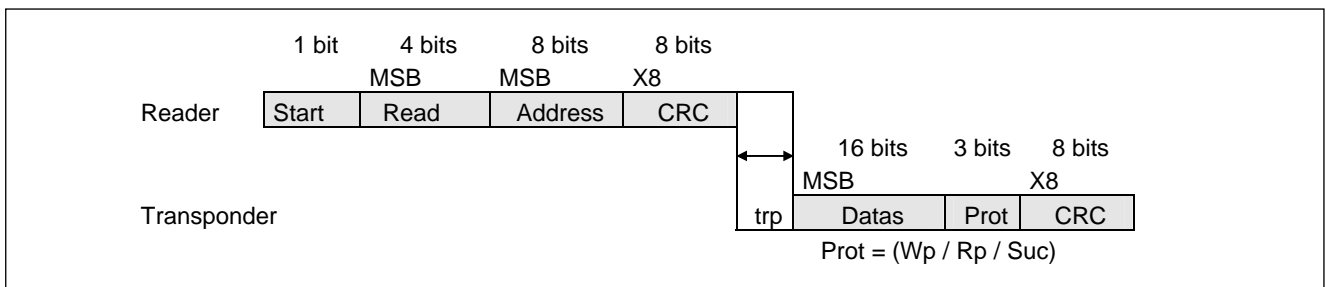 1 bit 4 bits 8 bits 8 bits
MSB MSB X8
Reader Start Read Address CRC
16 bits 3 bits 8 bits
MSB X8
Transponder trp Datas Prot CRC
Prot = (Wp / Rp / Suc)